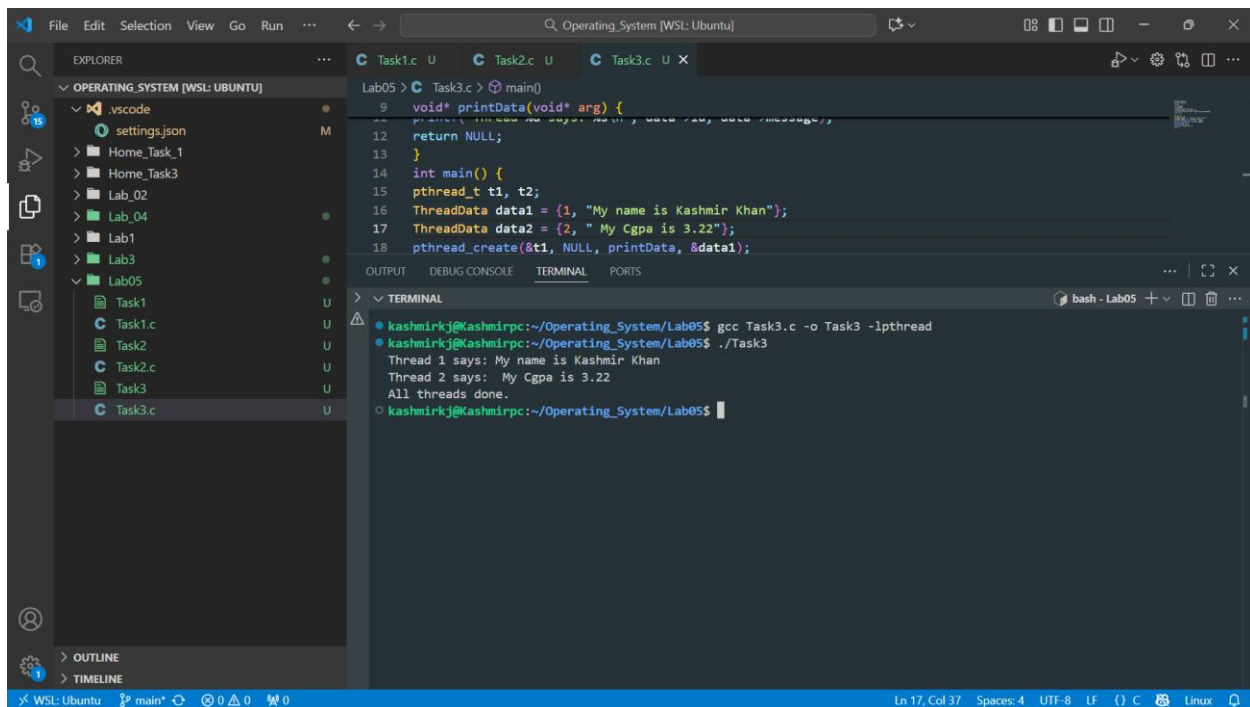 File Edit Selection View Go Run ... Operating_System [WSL: Ubuntu]
EXPLORER ...
OPERATING_SYSTEM [WSL: UBUNTU]
.vscode
settings.json M
Home_Task_1
Home_Task3
Lab_02
Lab_04
Lab1
Lab3
Lab05
Task1 U
Task1.c U
Task2 U
Task2.c U
Task3 U
Task3.c U
OUTLINE
TIMELINE
15
1
1
C Task1.c U C Task2.c U C Task3.c U
Lab05 > C Task3.c > main()
9 void* printData(void* arg) {
12 return NULL;
13 }
14 int main() {
15 pthread_t t1, t2;
16 ThreadData data1 = {1, "My name is Kashmir Khan"};
17 ThreadData data2 = {2, " My Cgpa is 3.22"};
18 pthread_create(&t1, NULL, printData, &data1);
OUTPUT DEBUG CONSOLE TERMINAL PORTS ...
TERMINAL bash - Lab05 ...
kashmirkj@Kashmirpc:~/Operating_System/Lab05$ gcc Task3.c -o Task3 -lpthread
kashmirkj@Kashmirpc:~/Operating_System/Lab05$ ./Task3
Thread 1 says: My name is Kashmir Khan
Thread 2 says:  My Cgpa is 3.22
All threads done.
kashmirkj@Kashmirpc:~/Operating_System/Lab05$
WSL: Ubuntu main* 0 0 0 Ln 17, Col 37 Spaces: 4 UTF-8 LF {} C Linux